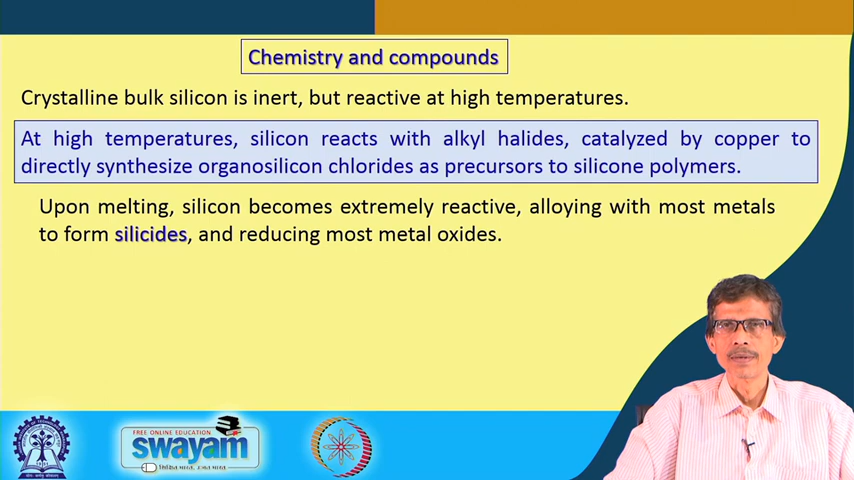 Chemistry and compounds
Crystalline bulk silicon is inert, but reactive at high temperatures.
At high temperatures, silicon reacts with alkyl halides, catalyzed by copper to
directly synthesize organosilicon chlorides as precursors to silicone polymers.
Upon melting, silicon becomes extremely reactive, alloying with most metals
to form silicides, and reducing most metal oxides.
FREE ONLINE EDUCATION
swayam